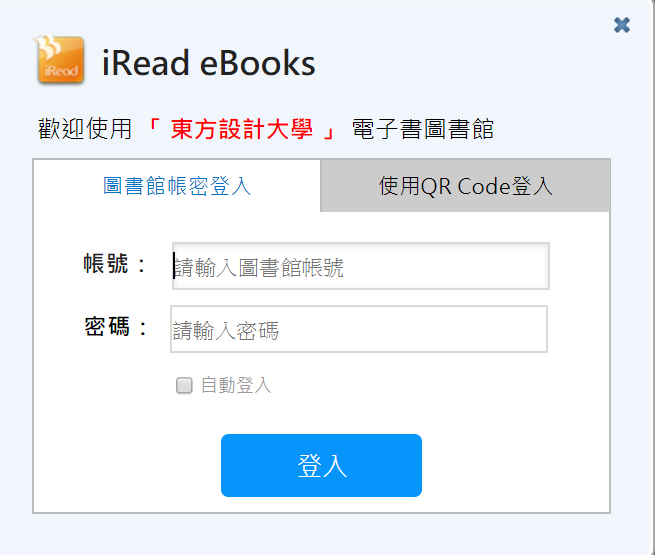 iRead
iRead eBooks
歡迎使用「 東方設計大學 」 電子書圖書館
圖書館帳密登入
使用QR Code登入
帳號：
請輸入圖書館帳號
密碼：
請輸入密碼
自動登入
登入